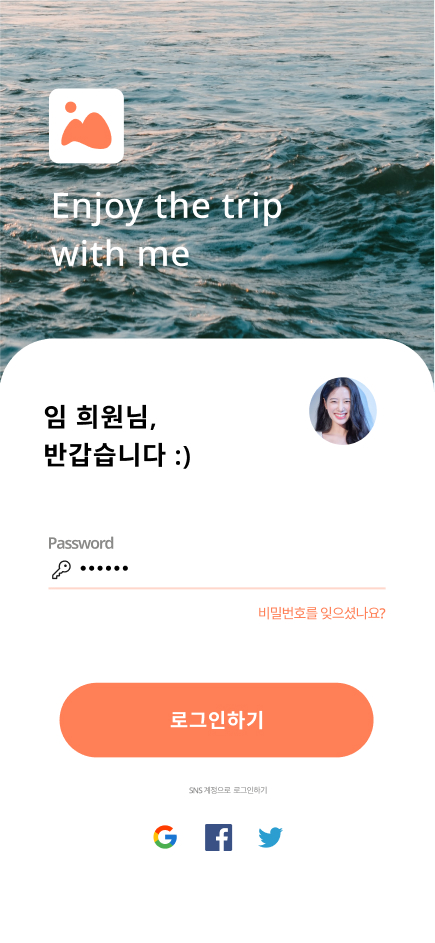 Enjoy the trip
with me
임 희원님,
반갑습니다 :)
Password
••••••
비밀번호를 잊으셨나요?
로그인하기
SNS 계정으로 로그인하기